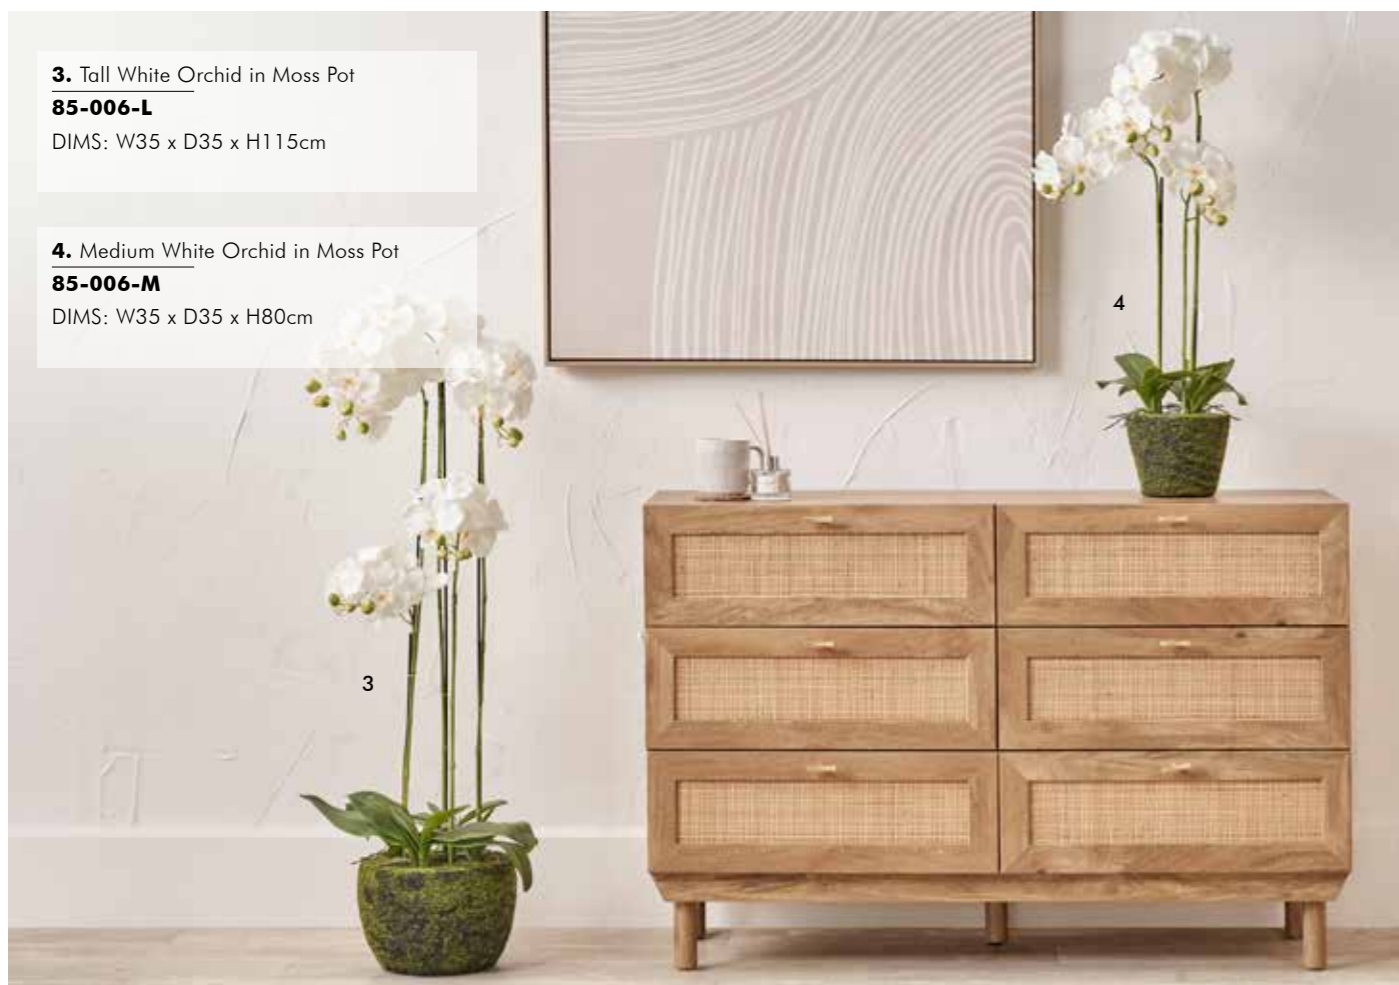 3. Tall White Orchid in Moss Pot
85-006-L
DIMS: W35 x D35 x H115cm
4. Medium White Orchid in Moss Pot
85-006-M
DIMS: W35 x D35 x H80cm
4
3